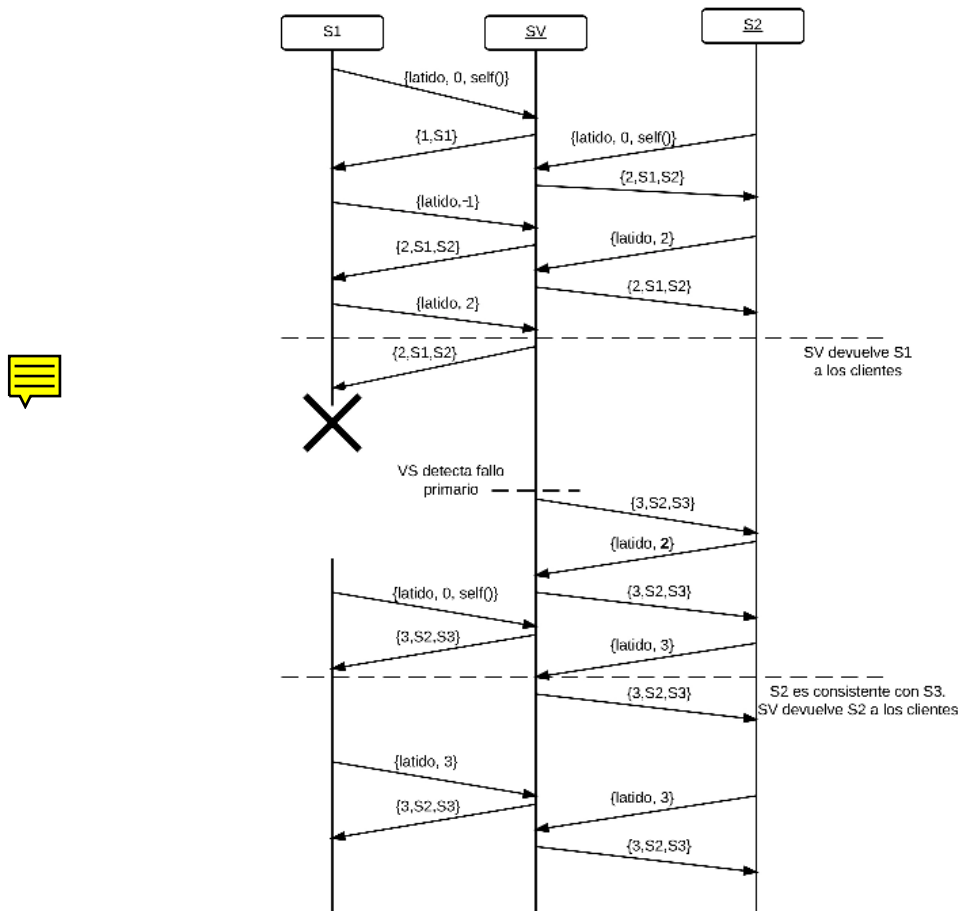 S1
SV
S2
{latido, 0, self()}
{1,S1}
{latido, 0, self()}
{2,S1,S2}
{latido,-1}
{2,S1,S2}
{latido, 2}
{2,S1,S2}
{latido, 2}
{2,S1,S2}
SV devuelve S1
a los clientes
VS detecta fallo
primario
{3,S2,S3}
{latido, 2}
{latido, 0, self()}
{3,S2,S3}
{3,S2,S3}
{latido, 3}
{3,S2,S3}
S2 es consistente con S3.
SV devuelve S2 a los clientes
{latido, 3}
{3,S2,S3}
{latido, 3}
{3,S2,S3}